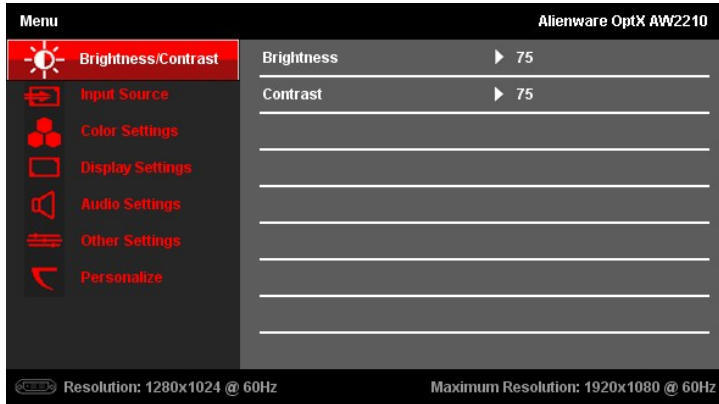 Menu Alienware OptX AW2210
Brightness/Contrast Brightness 75
Input Source Contrast 75
Color Settings
Display Settings
Audio Settings
Other Settings
Personalize
Resolution: 1280x1024 @ 60Hz Maximum Resolution: 1920x1080 @ 60Hz